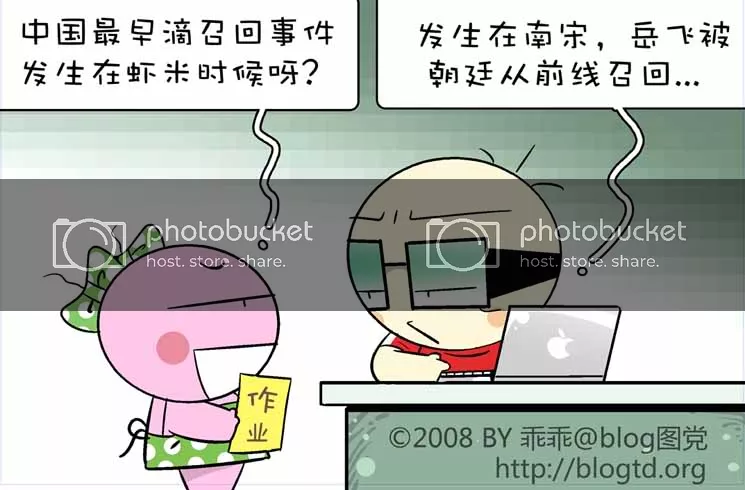 中国最早滴召回事件
发生在虾米时候呀?
发生在南宋，岳飞被
朝廷从前线召回...
photobucket
host. store. share.
photobucket
host. store. share.
作业
©2008 BY 乖乖@blog图党
http://blogtd.org